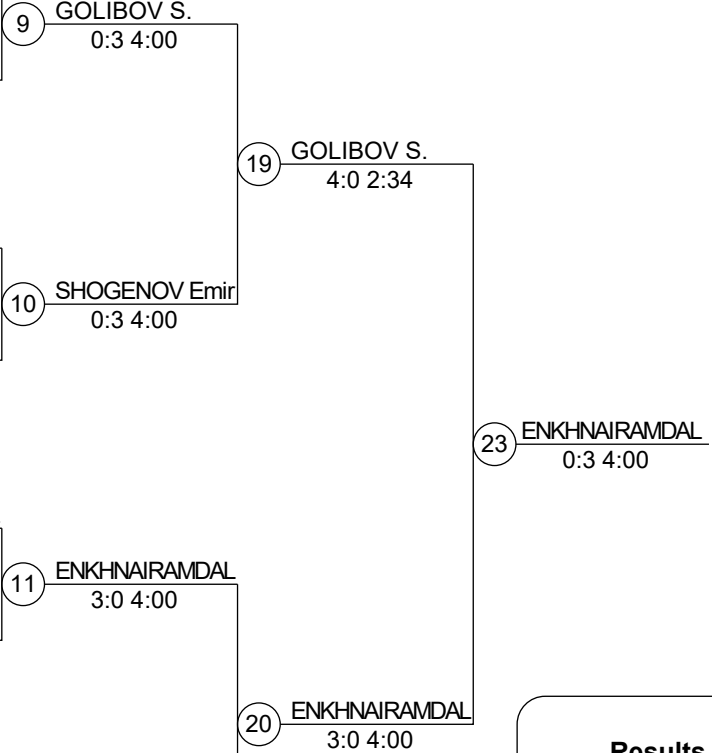 9
GOLIBOV S.
0:3 4:00
19
GOLIBOV S.
4:0 2:34
10
SHOGENOV Emir
0:3 4:00
23
ENKHNAIRAMDAL
0:3 4:00
11
ENKHNAIRAMDAL
3:0 4:00
20
ENKHNAIRAMDAL
3:0 4:00
Results